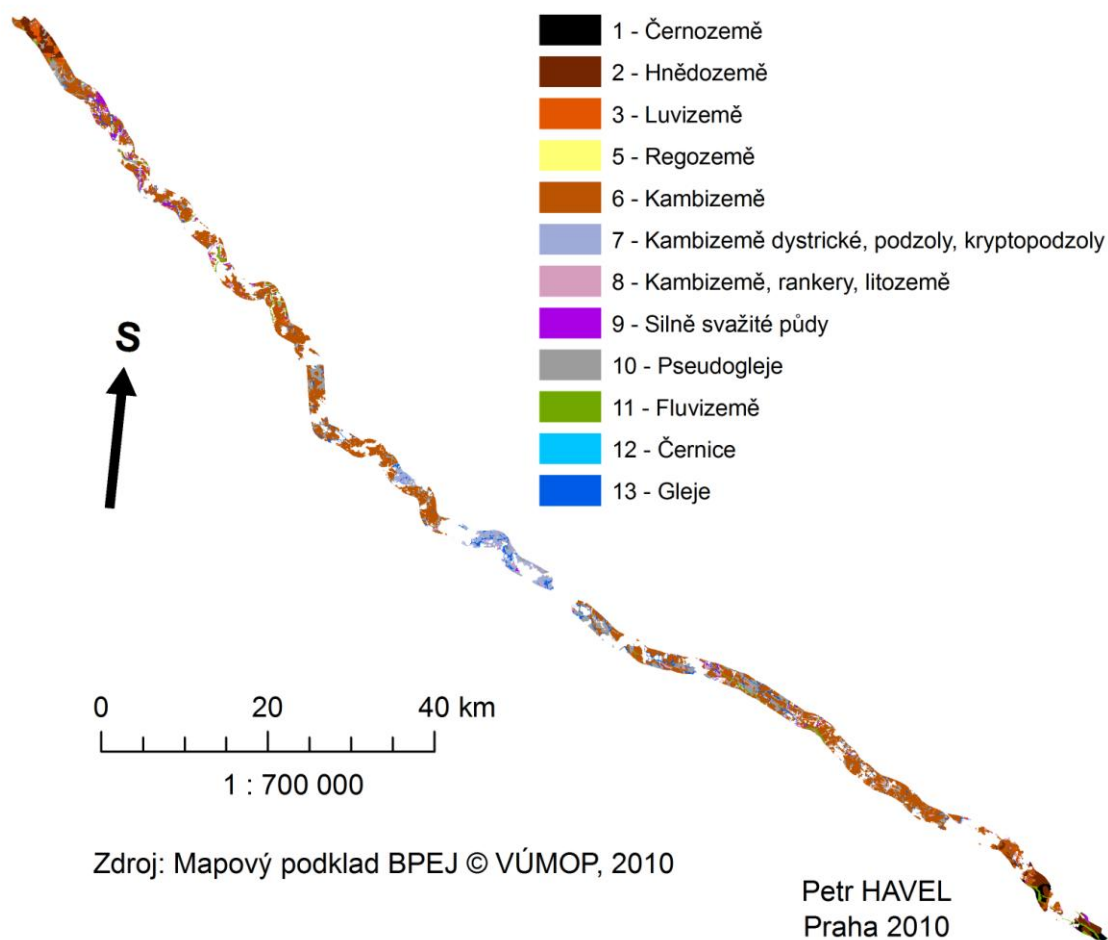 1 - Černozemě
2 - Hnědozemě
3 - Luvizemě
5 - Regozemě
6 - Kambizemě
7 - Kambizemě dystrické, podzoly, kryptopodzoly
8 - Kambizemě, rankery, litozemě
9 - Silně svažité půdy
10 - Pseudogleje
11 - Fluvizemě
12 - Černice
13 - Gleje
S
0 20 40 km
1 : 700 000
Zdroj: Mapový podklad BPEJ © VÚMOP, 2010
Petr HAVEL
Praha 2010